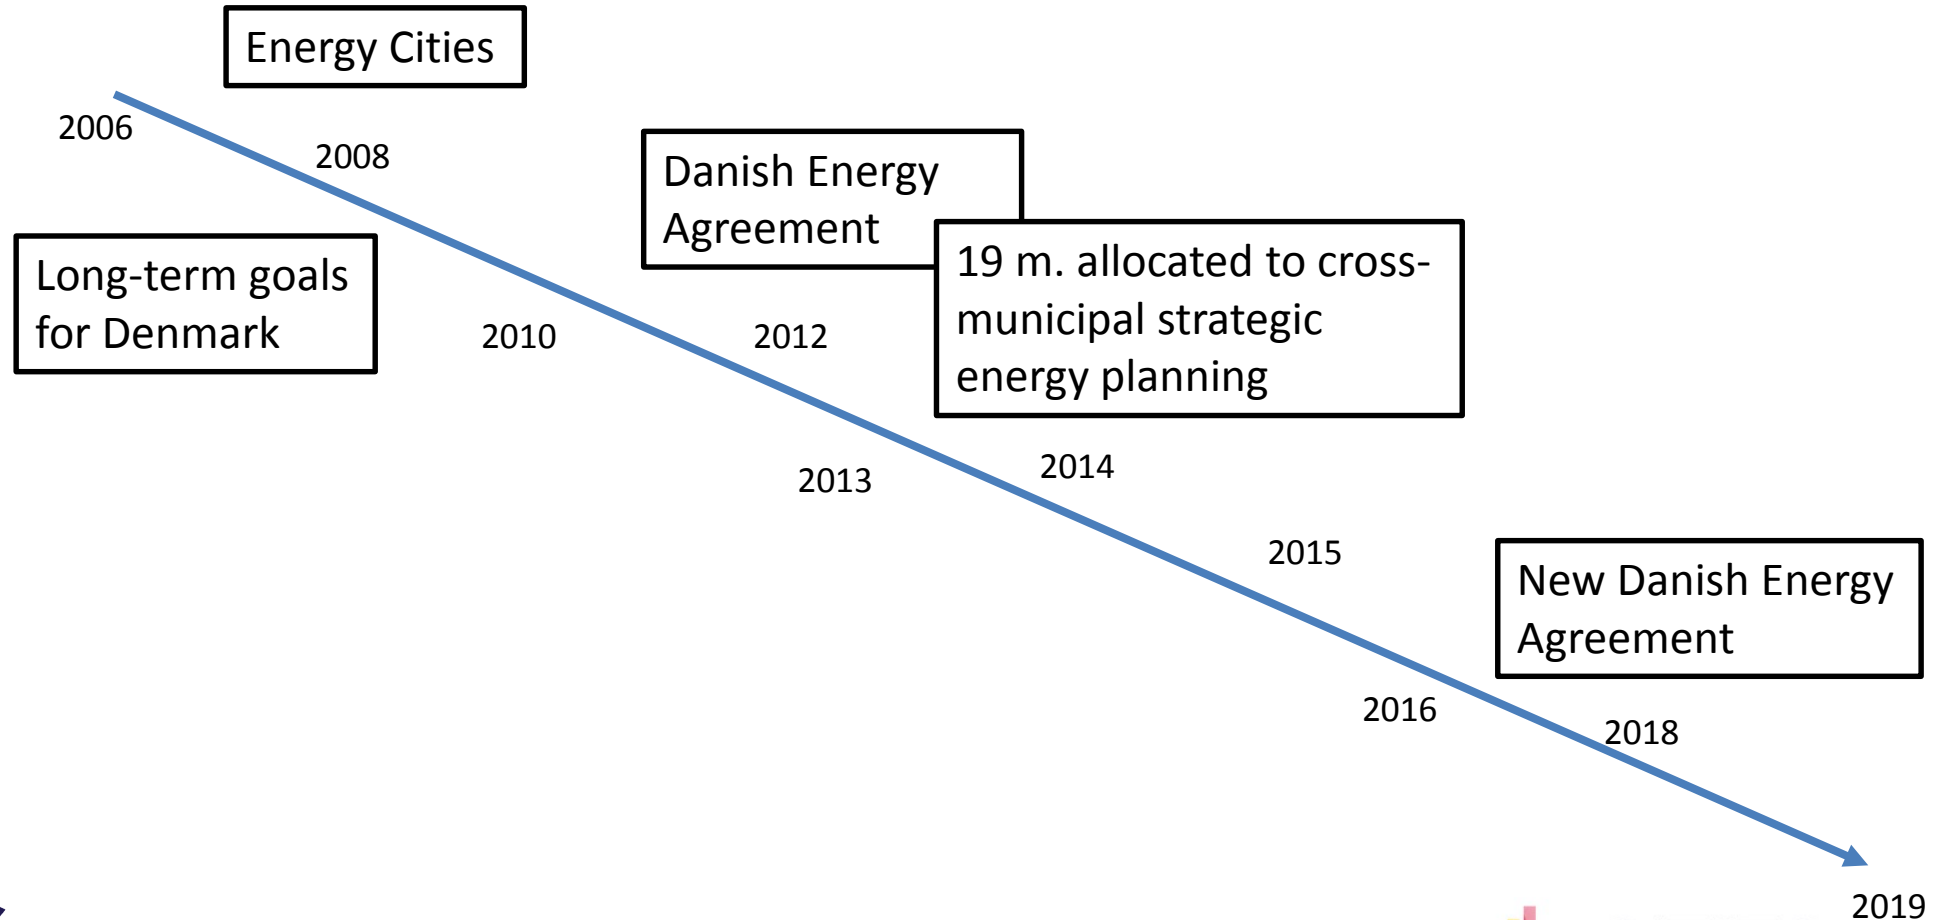 Energy Cities
2006
2008
Long-term goals
for Denmark
Danish Energy
Agreement
19 m. allocated to cross-
municipal strategic
energy planning
2010
2012
2013
2014
2015
New Danish Energy
Agreement
2016
2018
2019